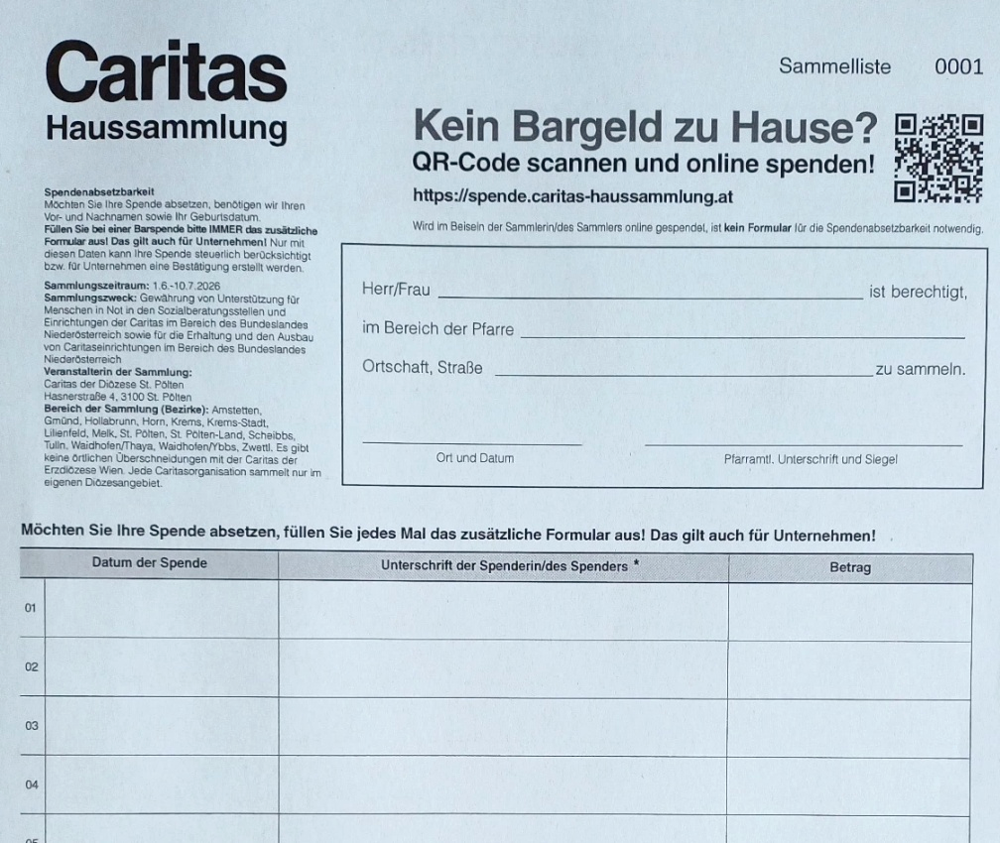 Caritas
Haussammlung
Sammelliste 0001
Kein Bargeld zu Hause?
QR-Code scannen und online spenden!
https://spende.caritas-haussammlung.at
Wird im Beisein der Sammlerin/des Sammlers online gespendet, ist kein Formular für die Spendenabsetzbarkeit notwendig.
Spendenabsetzbarkeit
Möchten Sie Ihre Spende absetzen, benötigen wir Ihren
Vor- und Nachnamen sowie Ihr Geburtsdatum.
Füllen Sie bei einer Barspende bitte IMMER das zusätzliche
Formular aus! Das gilt auch für Unternehmen! Nur mit
diesen Daten kann Ihre Spende steuerlich berücksichtigt
bzw. für Unternehmen eine Bestätigung erstellt werden.
Sammlungszeitraum: 1.6.-10.7.2026
Sammlungszweck: Gewährung von Unterstützung für
Menschen in Not in den Sozialberatungsstellen und
Einrichtungen der Caritas im Bereich des Bundeslandes
Niederösterreich sowie für die Erhaltung und den Ausbau
von Caritaseinrichtungen im Bereich des Bundeslandes
Niederösterreich
Veranstalterin der Sammlung:
Caritas der Diözese St. Pölten
Hasnerstraße 4, 3100 St. Pölten
Bereich der Sammlung (Bezirke): Amstetten,
Gmünd, Hollabrunn, Horn, Krems, Krems-Stadt,
Lilienfeld, Melk, St. Pölten, St. Pölten-Land, Scheibbs,
Tulln, Waidhofen/Thaya, Waidhofen/Ybbs, Zwettl. Es gibt
keine örtlichen Überschneidungen mit der Caritas der
Erzdiözese Wien. Jede Caritasorganisation sammelt nur im
eigenen Diözesangebiet.
Herr/Frau ist berechtigt,
im Bereich der Pfarre
Ortschaft, Straße zu sammeln.
Ort und Datum Pfarramtl. Unterschrift und Siegel
Möchten Sie Ihre Spende absetzen, füllen Sie jedes Mal das zusätzliche Formular aus! Das gilt auch für Unternehmen!
Datum der Spende Unterschrift der Spenderin/des Spenders * Betrag
01
02
03
04
05